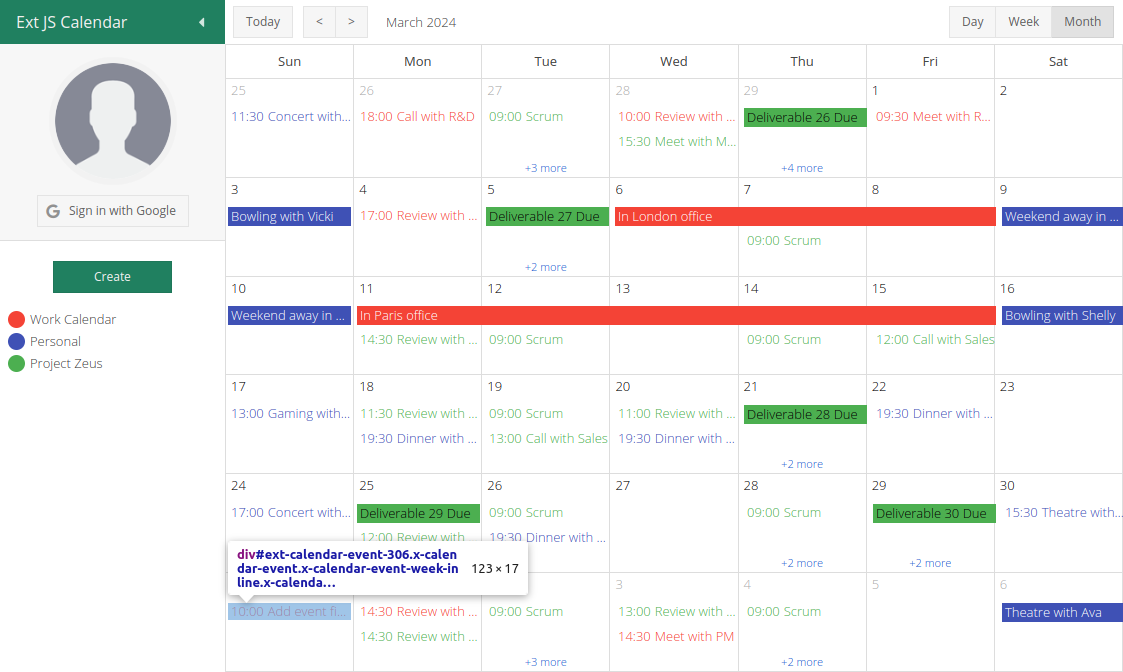 Ext JS Calendar
Today < > March 2024 Day Week Month
Sign in with Google
Create
Work Calendar
Personal
Project Zeus
Sun Mon Tue Wed Thu Fri Sat
25 26 27 28 29 1 2
11:30 Concert with... 18:00 Call with R&D 09:00 Scrum 10:00 Review with ... Deliverable 26 Due 09:30 Meet with R...
15:30 Meet with M...
+3 more +4 more
3 4 5 6 7 8 9
Bowling with Vicki 17:00 Review with ... Deliverable 27 Due In London office Weekend away in ...
09:00 Scrum
+2 more
10 11 12 13 14 15 16
Weekend away in ... In Paris office Bowling with Shelly
14:30 Review with ... 09:00 Scrum 09:00 Scrum 12:00 Call with Sales
17 18 19 20 21 22 23
13:00 Gaming with... 11:30 Review with ... 09:00 Scrum 11:00 Review with ... Deliverable 28 Due 19:30 Dinner with ...
19:30 Dinner with ... 13:00 Call with Sales 19:30 Dinner with ...
+2 more
24 25 26 27 28 29 30
17:00 Concert with... Deliverable 29 Due 09:00 Scrum 09:00 Scrum Deliverable 30 Due 15:30 Theatre with...
12:00 Review with 19:30 Dinner with ...
+2 more +2 more
div#ext-calendar-event-306.x-calen
dar-event.x-calendar-event-week-in
line.x-calenda... 123 × 17
3 4 5 6
10:00 Add event fi... 14:30 Review with ... 09:00 Scrum 13:00 Review with ... 09:00 Scrum Theatre with Ava
14:30 Review with ... 14:30 Meet with PM
+3 more +2 more